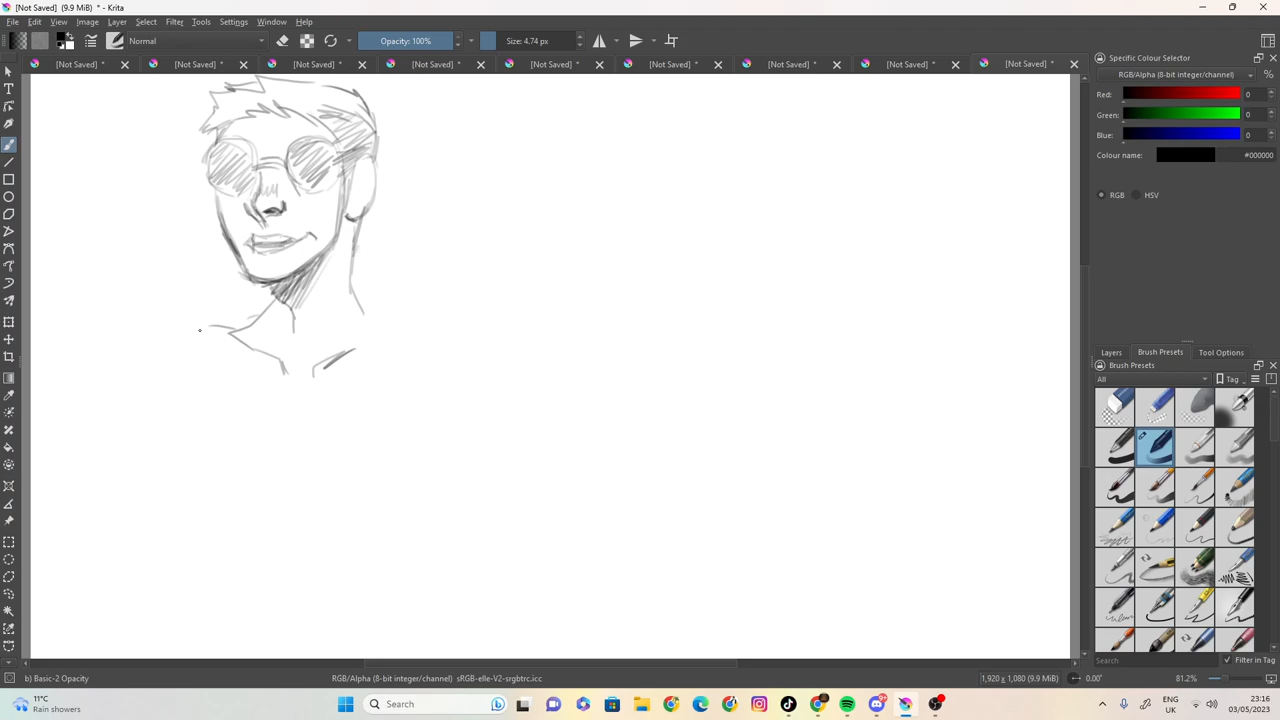 [Not Saved] (9.9 MiB) * - Krita
File Edit View Image Layer Select Filter Tools Settings Window Help
Normal Opacity: 100% Size: 4.74 px
[Not Saved] * [Not Saved] * [Not Saved] * [Not Saved] * [Not Saved] * [Not Saved] * [Not Saved] * [Not Saved] * [Not Saved] *
Specific Colour Selector
RGB/Alpha (8-bit integer/channel) %
Red: 0
Green: 0
Blue: 0
Colour name: #000000
RGB HSV
Layers Brush Presets Tool Options
Brush Presets
All Tag
Search Filter in Tag
b) Basic-2 Opacity RGB/Alpha (8-bit integer/channel) sRGB-elle-V2-srgbtrc.icc 1,920 x 1,080 (9.9 MiB) 0.00° 81.2%
11°C
Rain showers
Search
ENG
UK
23:16
03/05/2023